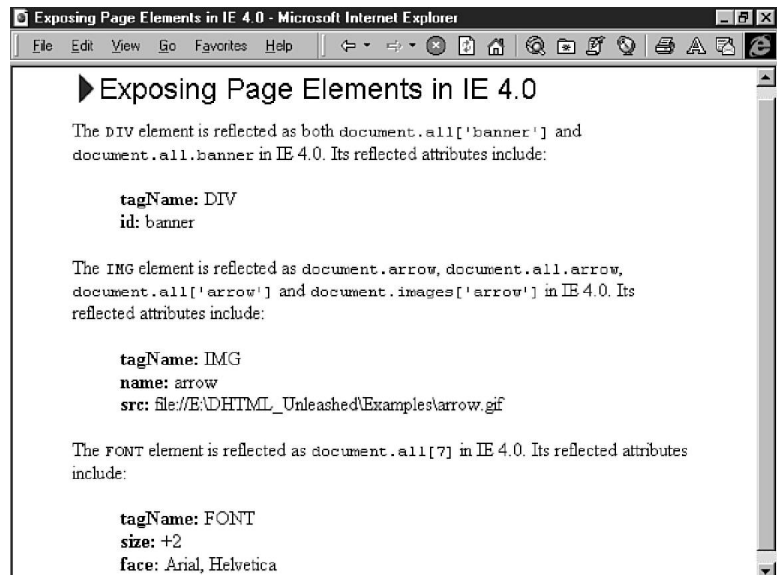 Exposing Page Elements in IE 4.0 - Microsoft Internet Explorer
File Edit View Go Favorites Help
Exposing Page Elements in IE 4.0
The DIV element is reflected as both document.all['banner'] and
document.all.banner in IE 4.0. Its reflected attributes include:
tagName: DIV
id: banner
The IMG element is reflected as document.arrow, document.all.arrow,
document.all['arrow'] and document.images['arrow'] in IE 4.0. Its
reflected attributes include:
tagName: IMG
name: arrow
src: file://E:\DHTML_Unleashed\Examples\arrow.gif
The FONT element is reflected as document.all[7] in IE 4.0. Its reflected attributes
include:
tagName: FONT
size: +2
face: Arial, Helvetica